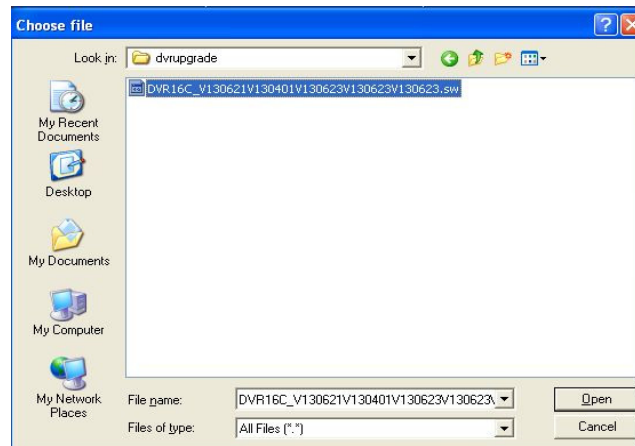 Choose file
Look in: dvrupgrade
DVR16C_V130621V130401V130623V130623V130623.sw
My Recent
Documents
Desktop
My Documents
My Computer
My Network
Places
File name: DVR16C_V130621V130401V130623V130623\
Open
Files of type: All Files (*.*)
Cancel